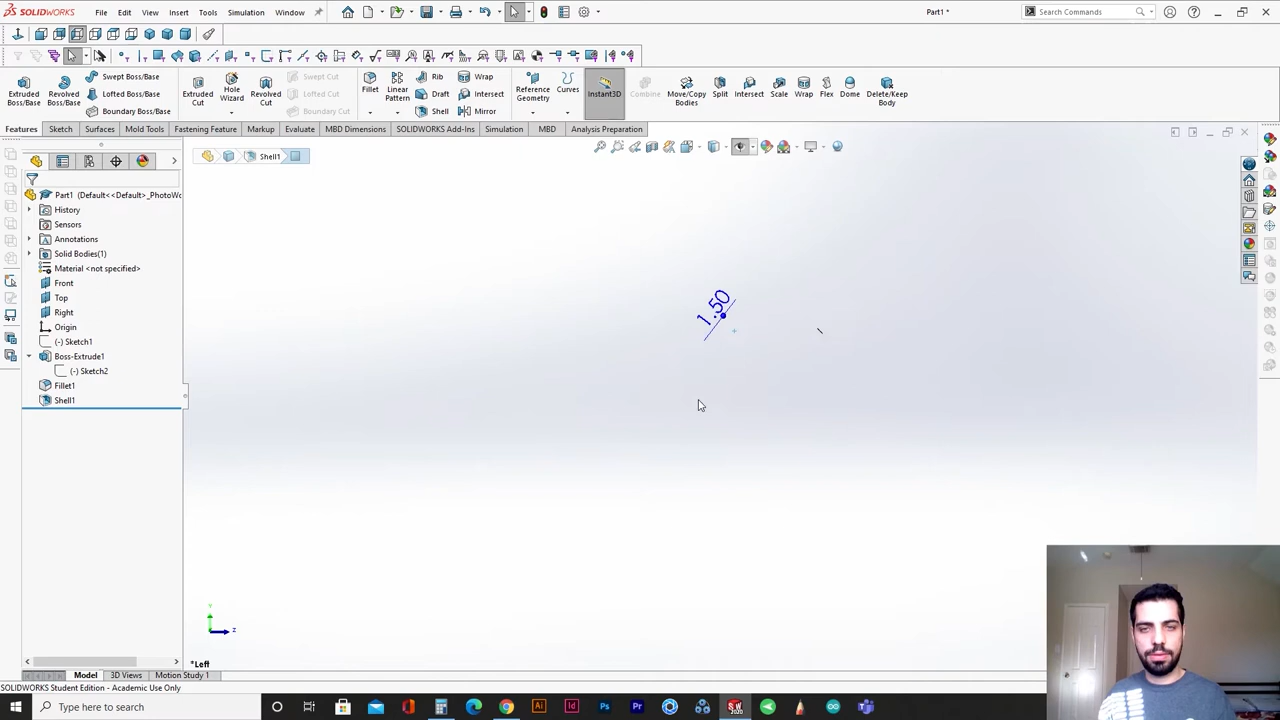 SOLIDWORKS File Edit View Insert Tools Simulation Window Part1 * Search Commands
Extruded Boss/Base Revolved Boss/Base Swept Boss/Base Lofted Boss/Base Boundary Boss/Base Extruded Cut Hole Wizard Revolved Cut Swept Cut Lofted Cut Boundary Cut Fillet Linear Pattern Rib Draft Shell Wrap Intersect Mirror Reference Geometry Curves Instant3D Combine Move/Copy Bodies Split Intersect Scale Wrap Flex Dome Delete/Keep Body
Features Sketch Surfaces Mold Tools Fastening Feature Markup Evaluate MBD Dimensions SOLIDWORKS Add-Ins Simulation MBD Analysis Preparation
Shell1
Part1 (Default<<Default>_PhotoWo
History
Sensors
Annotations
Solid Bodies(1)
Material <not specified>
Front
Top
Right
Origin
(-) Sketch1
Boss-Extrude1
(-) Sketch2
Fillet1
Shell1
1.50
Y
Z
*Left
Model 3D Views Motion Study 1
SOLIDWORKS Student Edition - Academic Use Only
Type here to search
Ai Id Ps Pr SW 2020